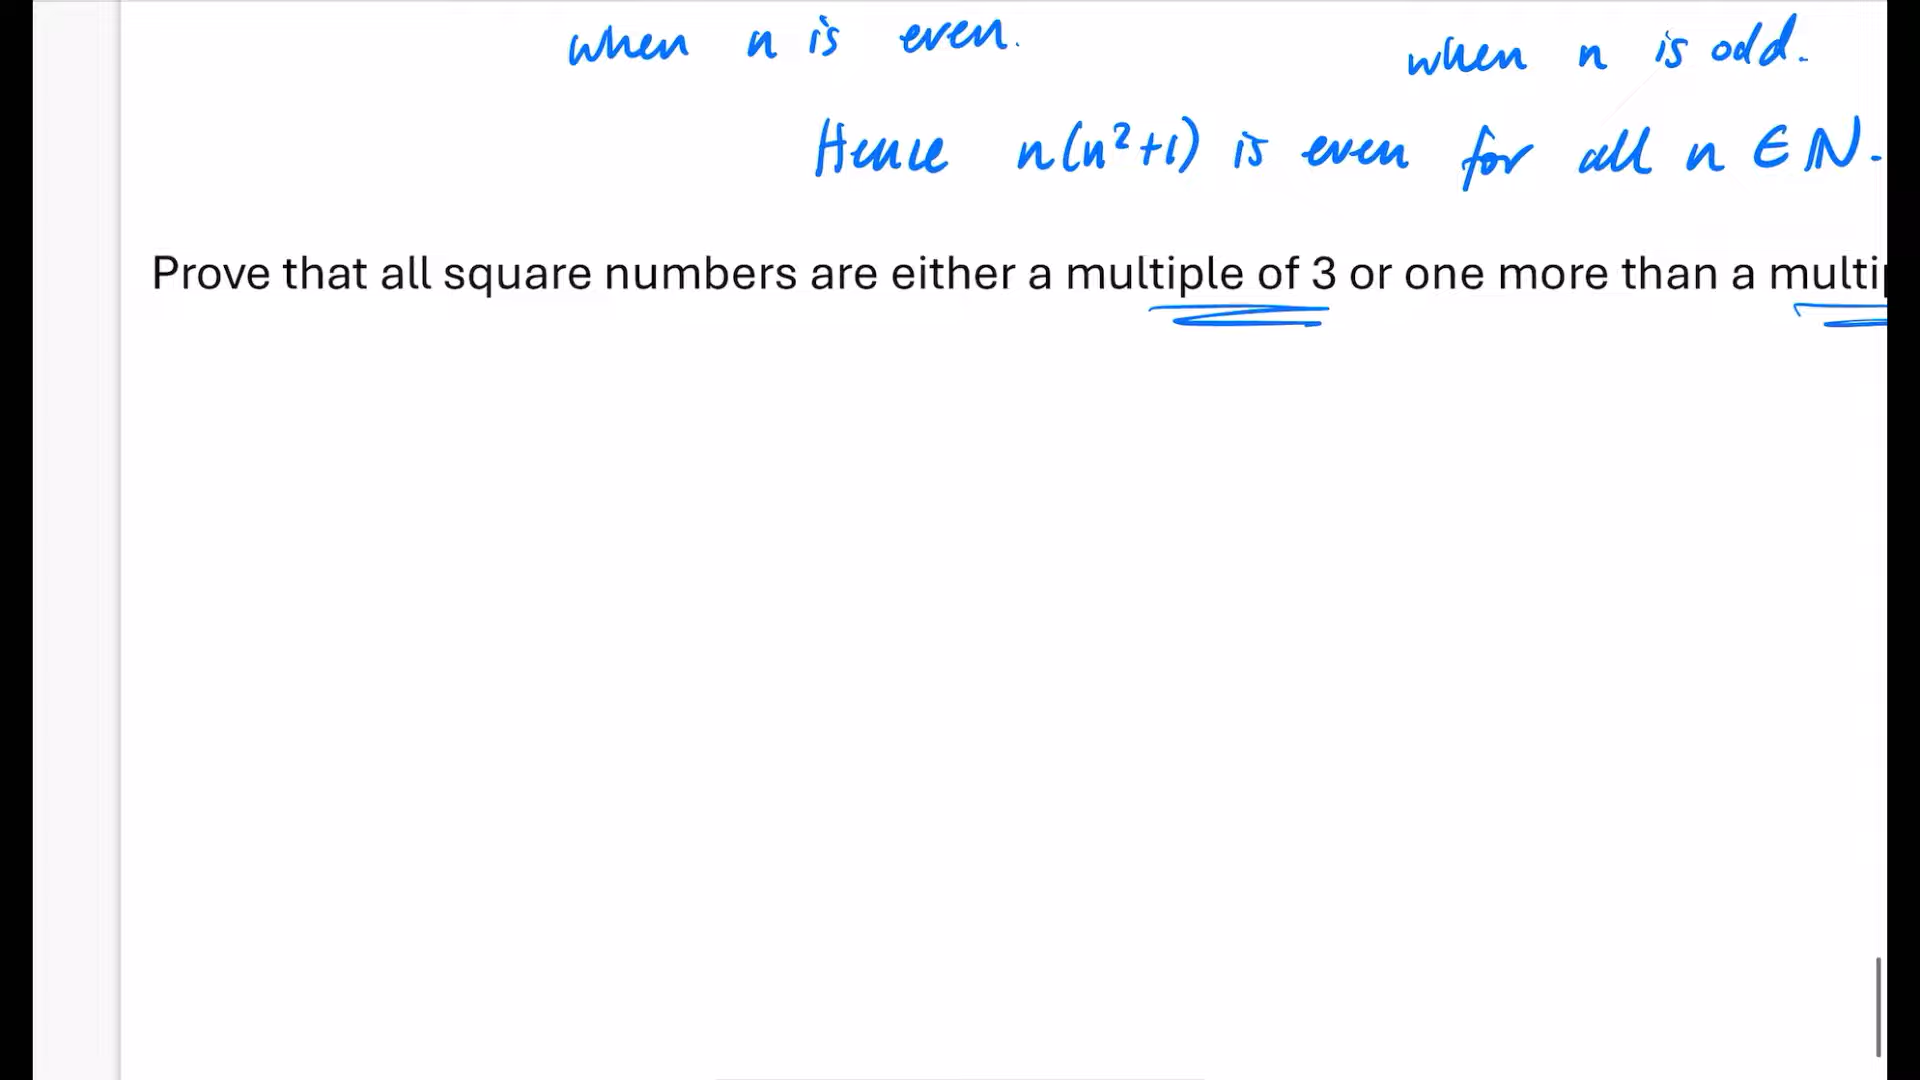 when n is even.
when n is odd.
Hence n(n²+1) is even for all n ∈ ℕ.
Prove that all square numbers are either a multiple of 3 or one more than a multip